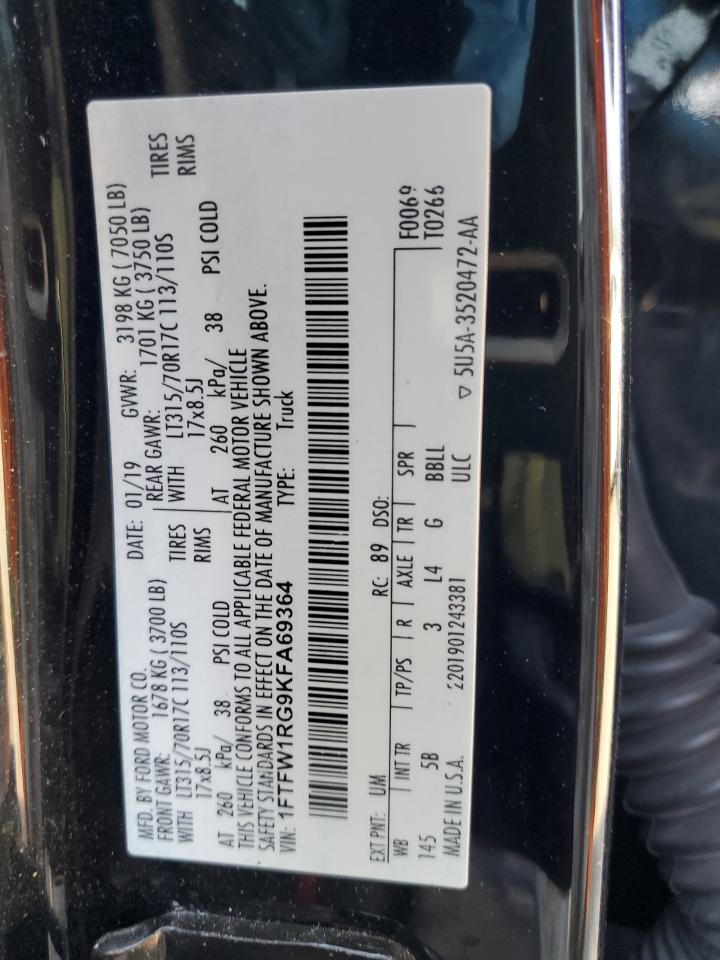 MFD. BY FORD MOTOR CO. DATE: 01/19 GVWR: 3198 KG ( 7050 LB)
FRONT GAWR: 1678 KG ( 3700 LB) REAR GAWR: 1701 KG ( 3750 LB)
WITH LT315/70R17C 113/110S TIRES WITH LT315/70R17C 113/110S TIRES
17x8.5J RIMS 17x8.5J RIMS
AT 260 kPa/ 38 PSI COLD AT 260 kPa/ 38 PSI COLD
THIS VEHICLE CONFORMS TO ALL APPLICABLE FEDERAL MOTOR VEHICLE
SAFETY STANDARDS IN EFFECT ON THE DATE OF MANUFACTURE SHOWN ABOVE.
VIN: 1FTFW1RG9KFA69364 TYPE: Truck
EXT PNT: UM RC: 89 DSO: F0069
WB INT TR TP/PS R AXLE TR SPR T0266
145 5B 3 L4 G BBLL
MADE IN U.S.A. 2201901243381 ULC ▽ 5U5A-3520472-AA